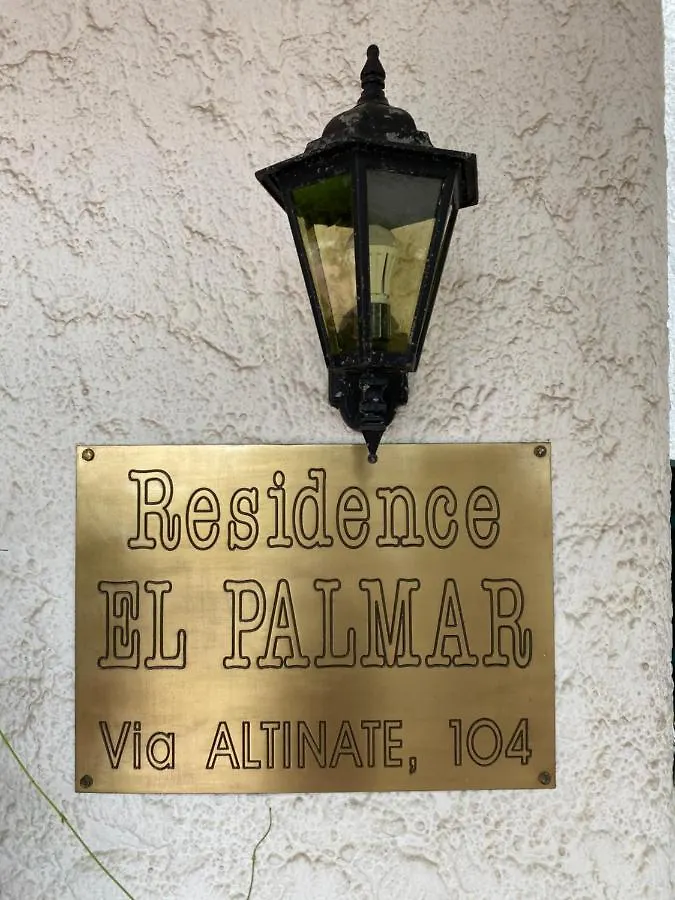 Residence
EL PALMAR
Via ALTINATE, 104